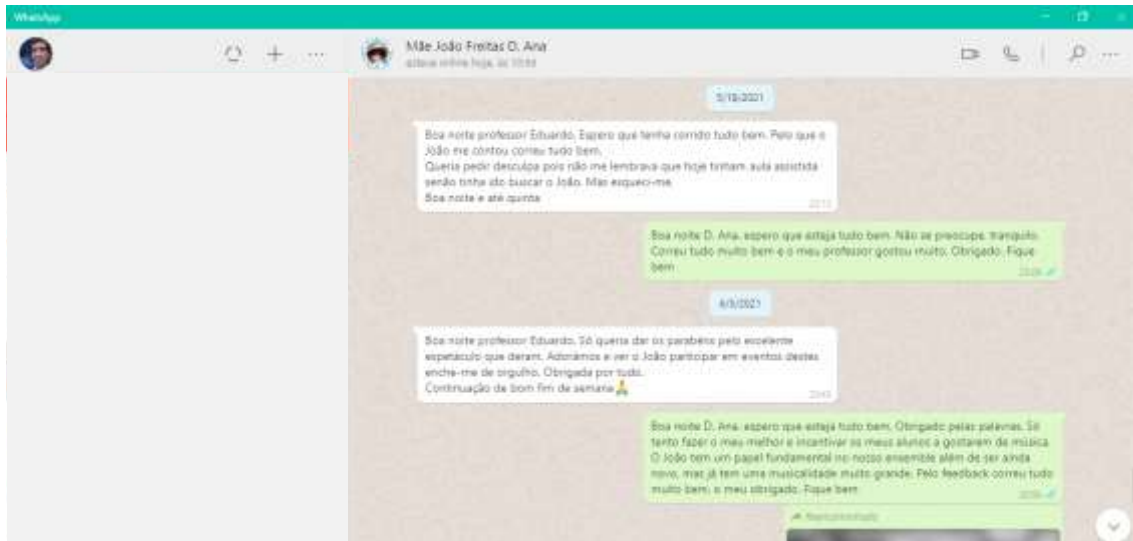 WhatsApp
Mãe João Freitas D. Ana
esteve online hoje, às
5/18/2021
Boa noite professor Eduardo. Espero que tenha corrido tudo bem. Pelo que o
João me contou correu tudo bem.
Queria pedir desculpa pois não me lembrava que hoje tinham aula assistida
senão tinha ido buscar o João. Mas esqueci-me.
Boa noite e até quinta
Boa noite D. Ana, espero que esteja tudo bem. Não se preocupe, tranquilo.
Correu tudo muito bem e o meu professor gostou muito. Obrigado. Fique
bem
Boa noite professor Eduardo. Só queria dar os parabéns pelo excelente
espetáculo que deram. Adorámos e ver o João participar em eventos destes
enche-me de orgulho. Obrigada por tudo.
Continuação de bom fim de semana🙏
Boa noite D. Ana, espero que esteja tudo bem. Obrigado pelas palavras. Só
tento fazer o meu melhor e incentivar os meus alunos a gostarem de música.
O João tem um papel fundamental no nosso ensemble além de ser ainda
novo, mas já tem uma musicalidade muito grande. Pelo feedback correu tudo
muito bem, o meu obrigado. Fique bem